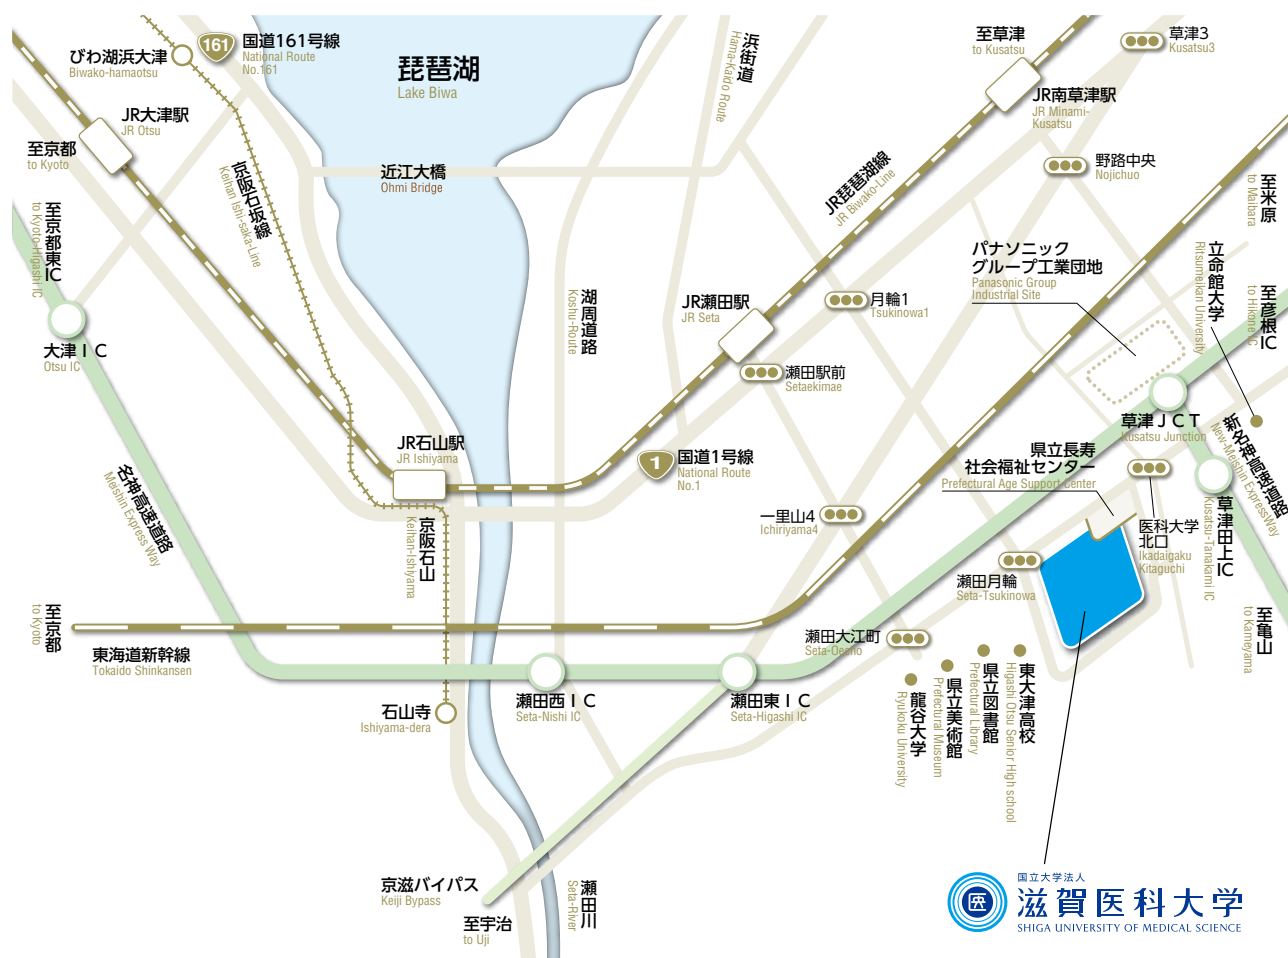 161
国道161号線
National Route
No.161
びわ湖浜大津
Biwako-hamaotsu
琵琶湖
Lake Biwa
浜街道
Hama-Kaido Route
至草津
to Kusatsu
草津3
Kusatsu3
JR大津駅
JR Otsu
至京都
to Kyoto
JR南草津駅
JR Minami-
Kusatsu
野路中央
Nojichuo
近江大橋
Ohmi Bridge
京阪石坂線
Keihan Ishi-saka-Line
JR琵琶湖線
JR Biwako-Line
至米原
to Maibara
至京都東IC
to Kyoto-Higashi IC
パナソニック
グループ工業団地
Panasonic Group
Industrial Site
立命館大学
Ritsumeikan University
至彦根IC
to Hikone IC
湖周道路
Koshu-Route
JR瀬田駅
JR Seta
月輪1
Tsukinowa1
大津ＩＣ
Otsu IC
瀬田駅前
Setaekimae
草津ＪＣＴ
Kusatsu Junction
新名神高速道路
New-Meishin ExpressWay
JR石山駅
JR Ishiyama
1
国道1号線
National Route
No.1
県立長寿
社会福祉センター
Prefectural Age Support Center
名神高速道路
Meishin Express Way
京阪石山
Keihan-Ishiyama
一里山4
Ichiriyama4
医科大学
北口
Ikadaigaku
Kitaguchi
草津田上IC
Kusatsu-Tanakami IC
瀬田月輪
Seta-Tsukinowa
至京都
to Kyoto
至亀山
to Kameyama
東海道新幹線
Tokaido Shinkansen
瀬田大江町
Seta-Oecho
石山寺
Ishiyama-dera
瀬田西ＩＣ
Seta-Nishi IC
瀬田東ＩＣ
Seta-Higashi IC
龍谷大学
Ryukoku University
県立美術館
Prefectural Museum
県立図書館
Prefectural Library
東大津高校
Higashi Otsu Senior High school
京滋バイパス
Keiji Bypass
至宇治
to Uji
瀬田川
Seta-River
医
国立大学法人
滋賀医科大学
SHIGA UNIVERSITY OF MEDICAL SCIENCE